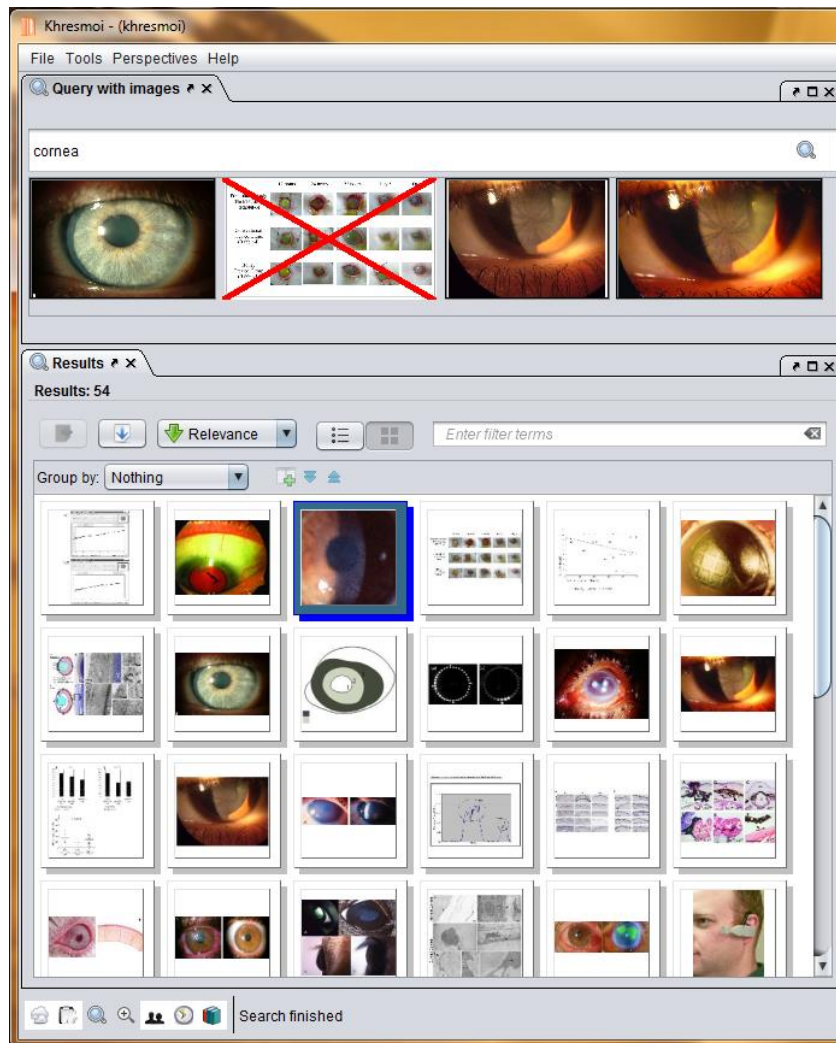 Khresmoi - (khresmoi)
File Tools Perspectives Help
Query with images
cornea
Results
Results: 54
Relevance
Enter filter terms
Group by: Nothing
Search finished